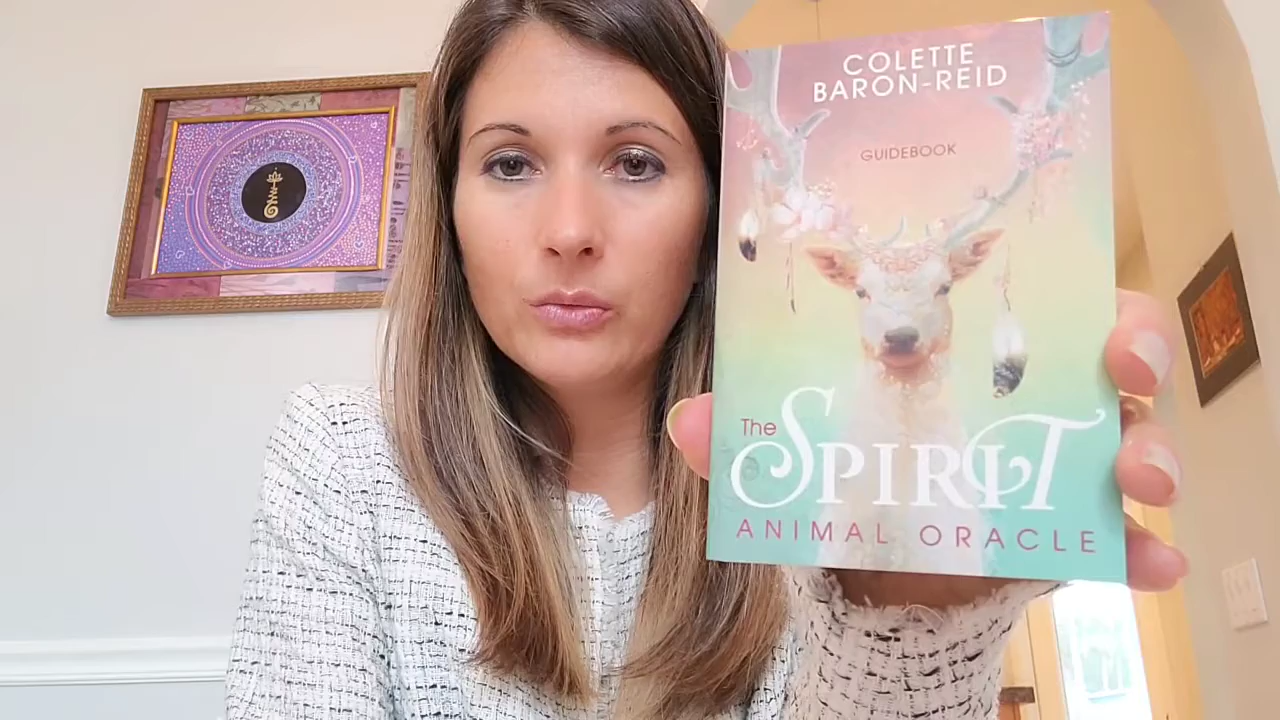 COLETTE
BARON-REID
GUIDEBOOK
The SPIRIT
ANIMAL ORACLE